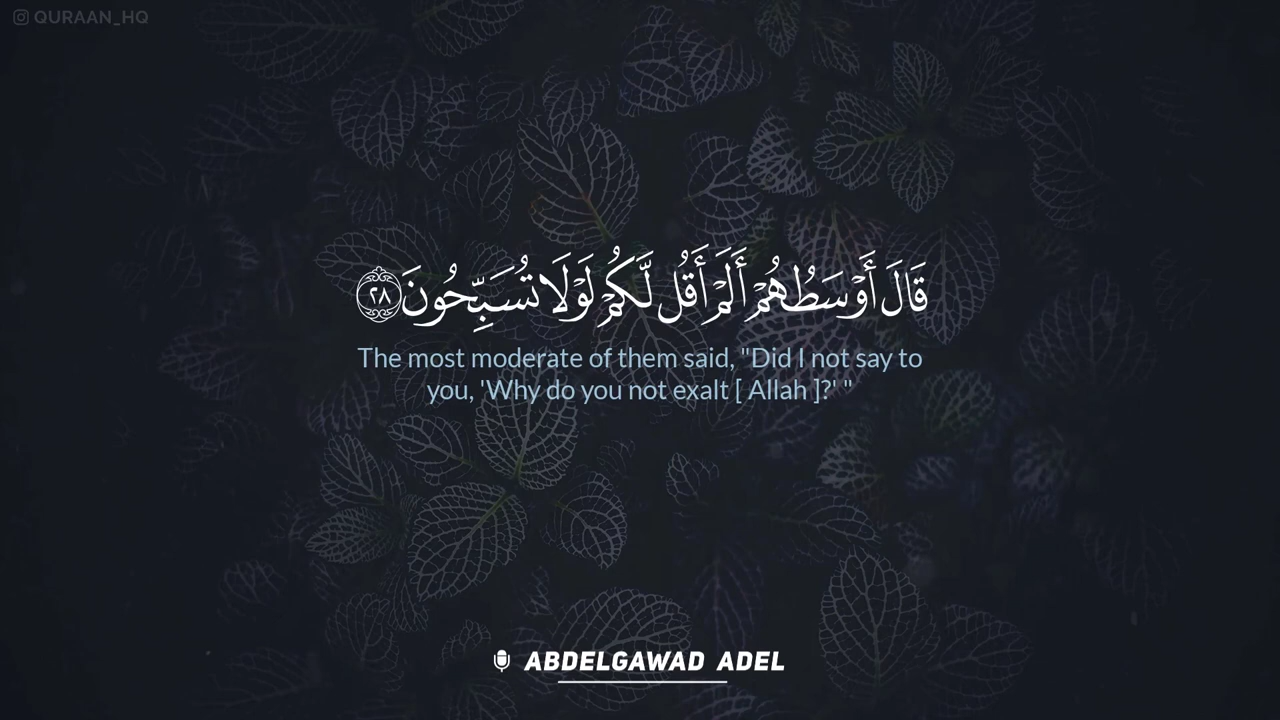 QURAAN_HQ
قَالَ أَوْسَطُهُمْ أَلَمْ أَقُل لَّكُمْ لَوْلَا تُسَبِّحُونَ ٢٨
The most moderate of them said, "Did I not say to
you, 'Why do you not exalt [ Allah ]?' "
ABDELGAWAD ADEL